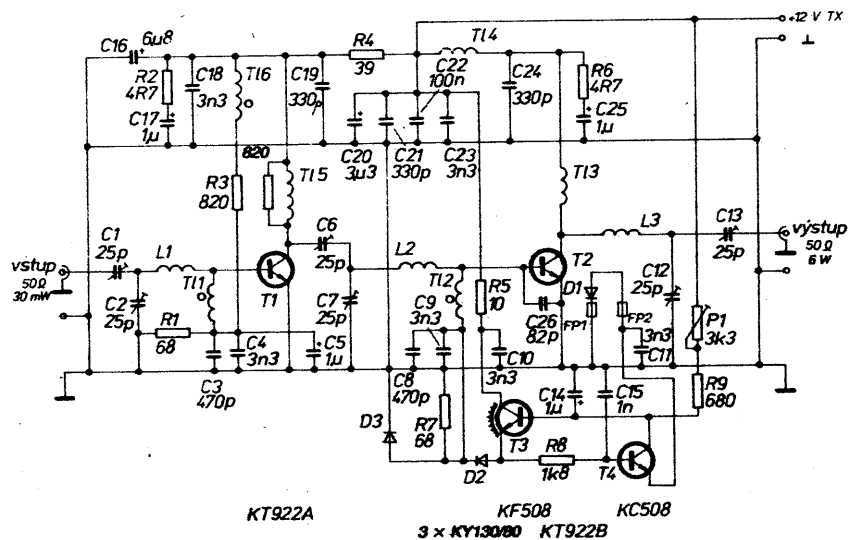 C16
6µ8
R2
4R7
C17
1µ
C18
3n3
Tl6
C19
330p
R4
39
Tl4
C22
100n
C24
330p
R6
4R7
C25
1µ
+12 V TX
⊥
820
R3
820
Tl5
C20
3µ3
C21
330p
C23
3n3
Tl3
C1
25p
L1
vstup
50Ω
30 mW
C2
25p
Tl1
T1
C6
25p
L2
C7
25p
Tl2
C9
3n3
R5
10
T2
D1
FP1
FP2
C26
82p
L3
C12
25p
C13
25p
výstup
50Ω
6 W
P1
3k3
R1
68
C3
470p
C4
3n3
C5
1µ
C8
470p
R7
68
C10
3n3
3n3
C11
C14
1µ
C15
1n
R9
680
D3
D2
T3
R8
1k8
T4
KT922A
KF508
KC508
3 × KY130/80
KT922B